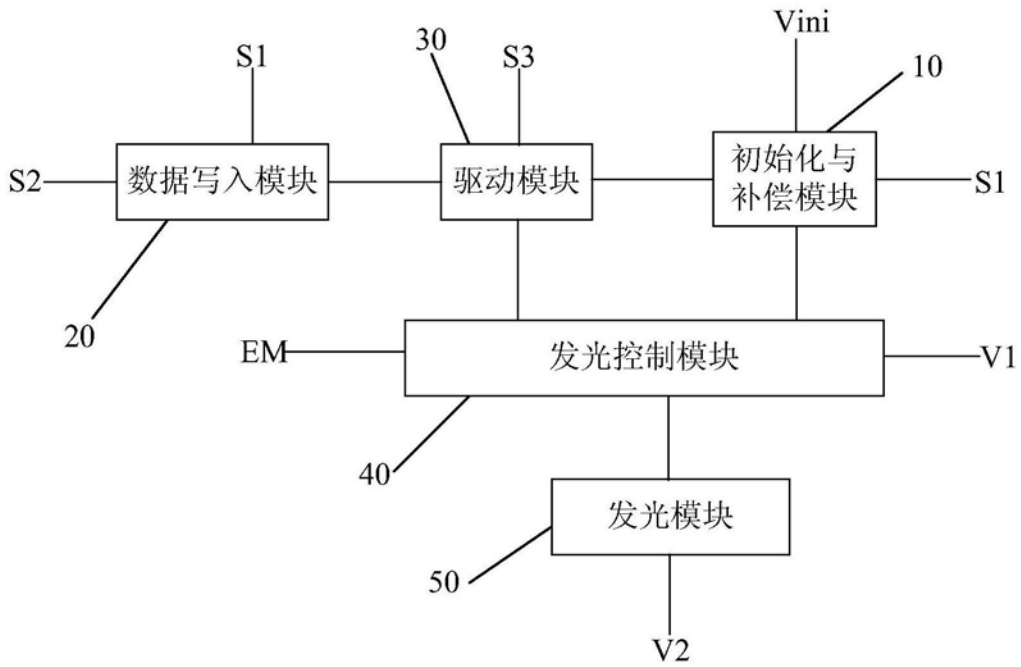 Vini
30
S1
S3
10
初始化与
补偿模块
S2
数据写入模块
驱动模块
S1
20
EM
发光控制模块
V1
40
发光模块
50
V2